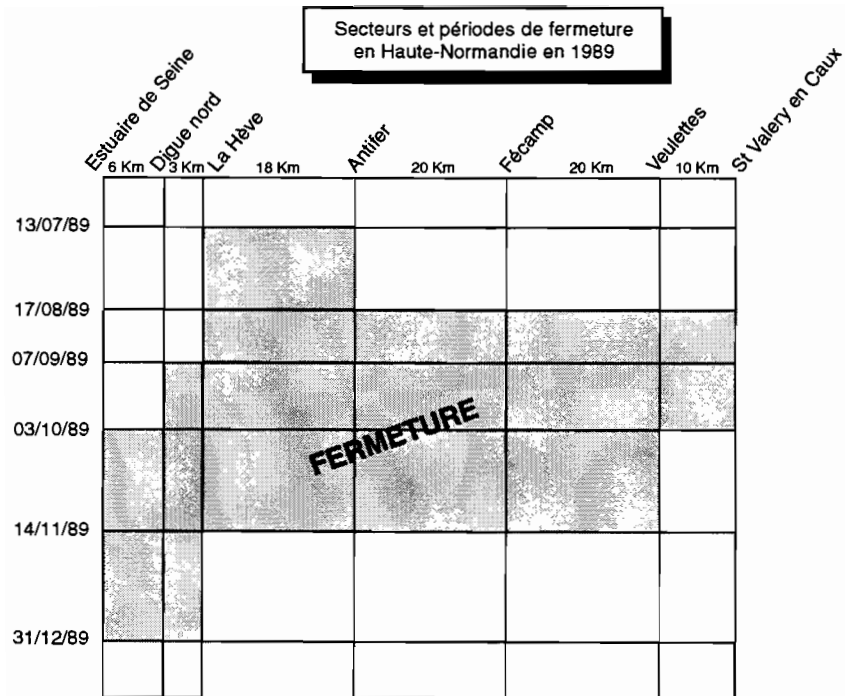 Secteurs et périodes de fermeture
en Haute-Normandie en 1989
Estuaire de Seine
Digue nord
La Hève
Antifer
Fécamp
Veulettes
St Valery en Caux
6 Km
3 Km
18 Km
20 Km
20 Km
10 Km
13/07/89
17/08/89
07/09/89
03/10/89
14/11/89
31/12/89
FERMETURE